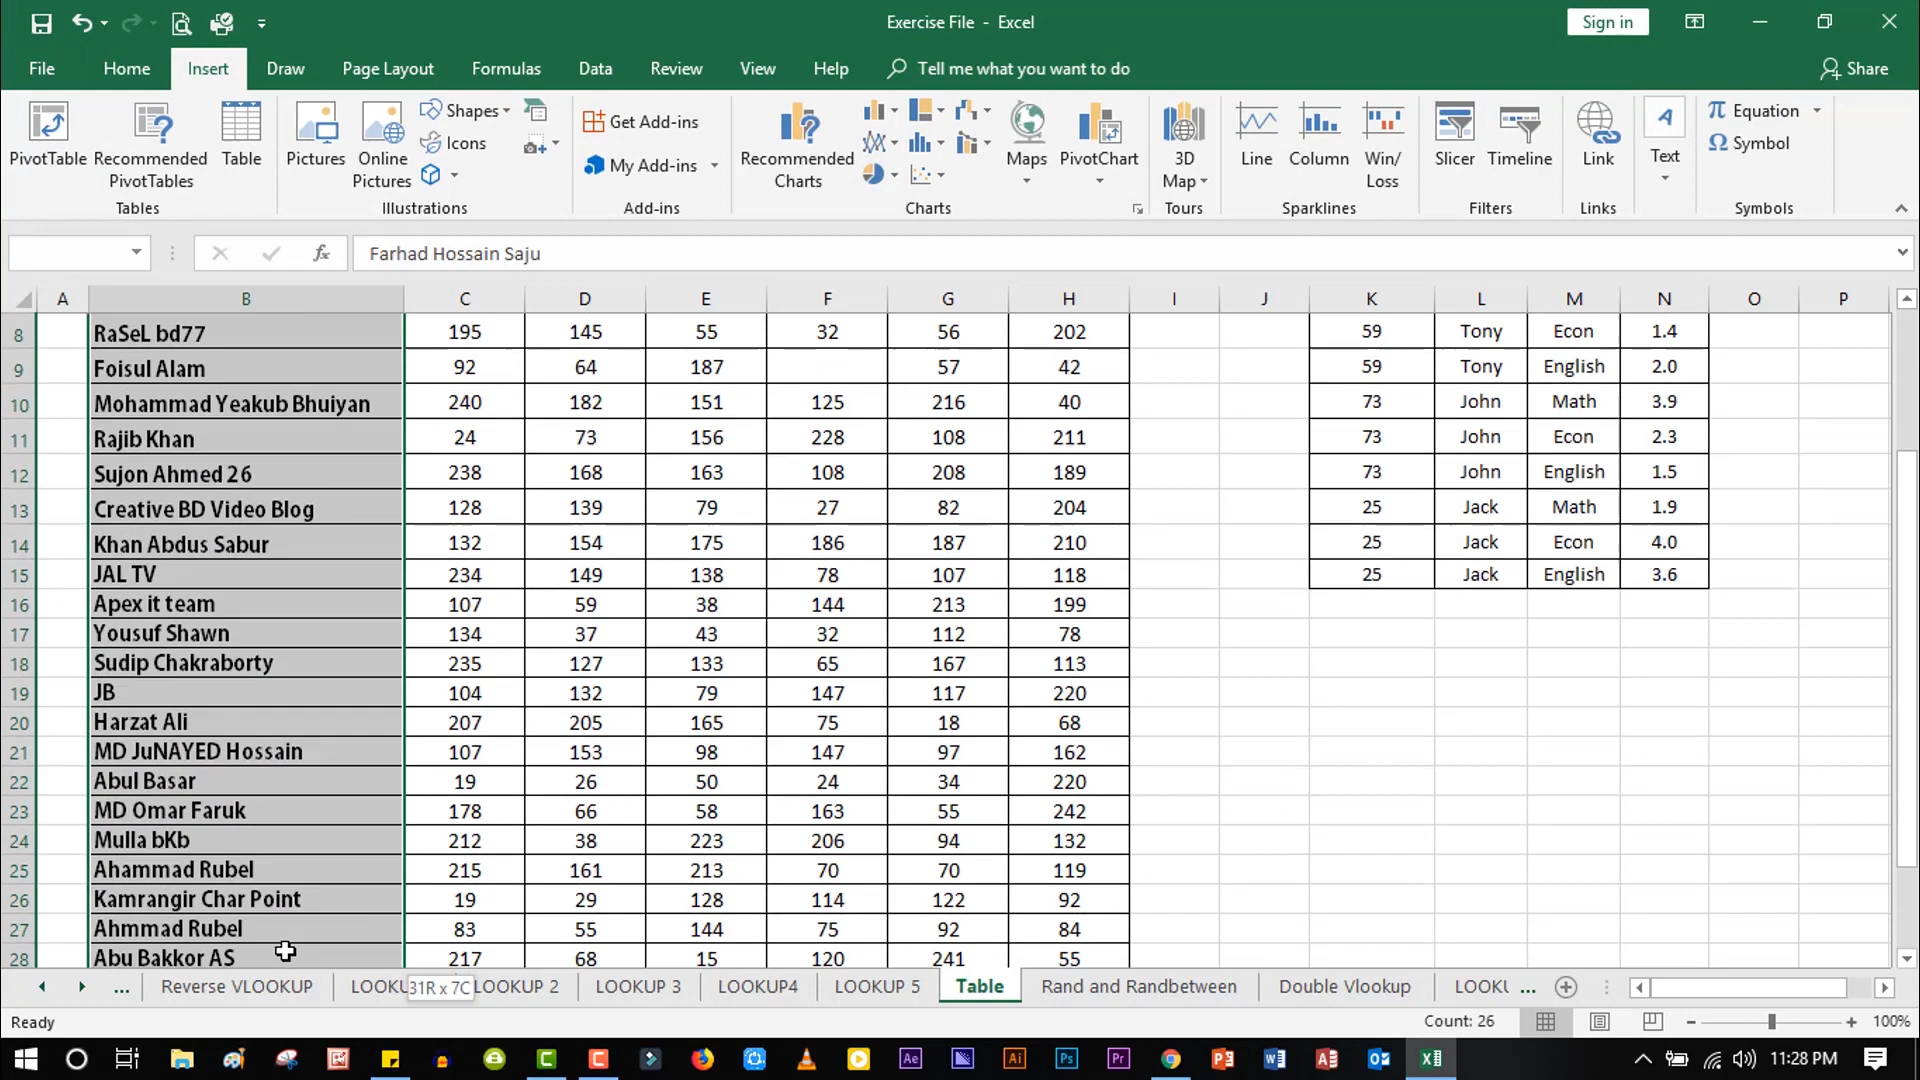 Exercise File - Excel
Sign in
File Home Insert Draw Page Layout Formulas Data Review View Help Tell me what you want to do Share
PivotTable Recommended PivotTables Table
Tables
Pictures Online Pictures Shapes Icons
Illustrations
Get Add-ins
My Add-ins
Add-ins
Recommended Charts Maps PivotChart
Charts
3D Map
Tours
Line Column Win/Loss
Sparklines
Slicer Timeline
Filters
Link
Links
A
Text
π Equation
Ω Symbol
Symbols
fx Farhad Hossain Saju
A B C D E F G H I J K L M N O P
8 RaSeL bd77 195 145 55 32 56 202 59 Tony Econ 1.4
9 Foisul Alam 92 64 187 57 42 59 Tony English 2.0
10 Mohammad Yeakub Bhuiyan 240 182 151 125 216 40 73 John Math 3.9
11 Rajib Khan 24 73 156 228 108 211 73 John Econ 2.3
12 Sujon Ahmed 26 238 168 163 108 208 189 73 John English 1.5
13 Creative BD Video Blog 128 139 79 27 82 204 25 Jack Math 1.9
14 Khan Abdus Sabur 132 154 175 186 187 210 25 Jack Econ 4.0
15 JAL TV 234 149 138 78 107 118 25 Jack English 3.6
16 Apex it team 107 59 38 144 213 199
17 Yousuf Shawn 134 37 43 32 112 78
18 Sudip Chakraborty 235 127 133 65 167 113
19 JB 104 132 79 147 117 220
20 Harzat Ali 207 205 165 75 18 68
21 MD JuNAYED Hossain 107 153 98 147 97 162
22 Abul Basar 19 26 50 24 34 220
23 MD Omar Faruk 178 66 58 163 55 242
24 Mulla bKb 212 38 223 206 94 132
25 Ahammad Rubel 215 161 213 70 70 119
26 Kamrangir Char Point 19 29 128 114 122 92
27 Ahmmad Rubel 83 55 144 75 92 84
28 Abu Bakkor AS 217 68 15 120 241 55
... Reverse VLOOKUP LOOKU 31R x 7C OOKUP 2 LOOKUP 3 LOOKUP4 LOOKUP 5 Table Rand and Randbetween Double Vlookup LOOKU ...
Ready Count: 26 100%
Ae Ai Ps Pr 11:28 PM